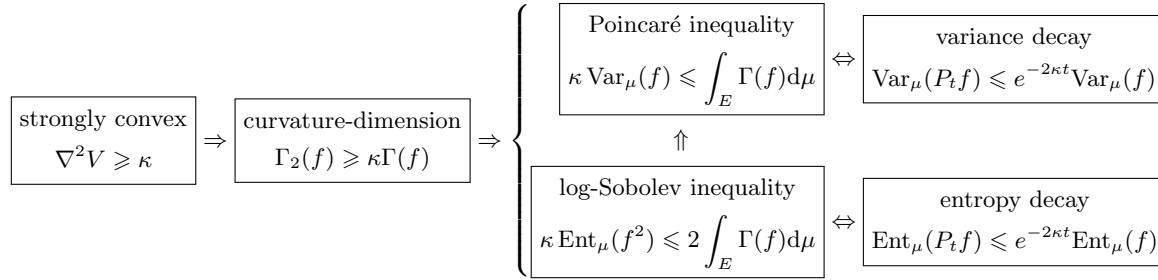 strongly convex
∇²V ⩾ κ
⇒
curvature-dimension
Γ₂(f) ⩾ κΓ(f)
⇒
Poincaré inequality
κ Var_μ(f) ⩽ ∫_E Γ(f)dμ
⇔
variance decay
Var_μ(P_t f) ⩽ e^{−2κt}Var_μ(f)
⇑
log-Sobolev inequality
κ Ent_μ(f²) ⩽ 2 ∫_E Γ(f)dμ
⇔
entropy decay
Ent_μ(P_t f) ⩽ e^{−2κt}Ent_μ(f)